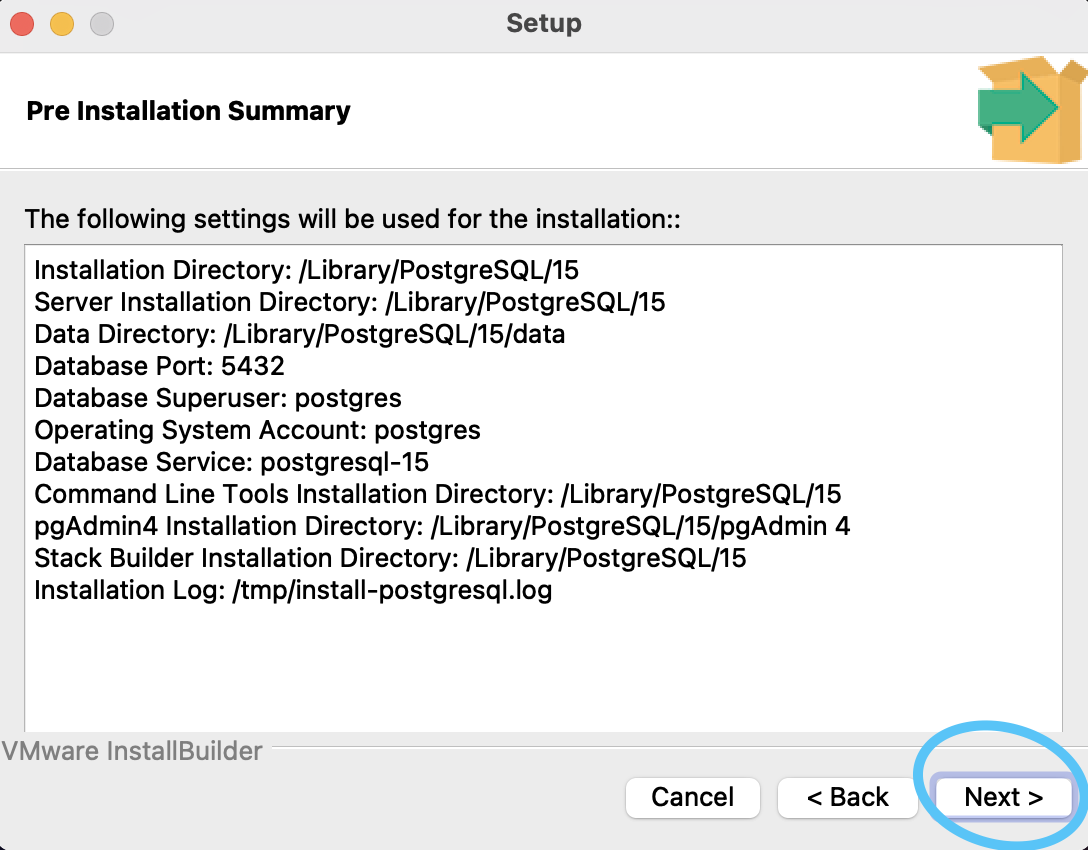 Setup
Pre Installation Summary
The following settings will be used for the installation::
Installation Directory: /Library/PostgreSQL/15
Server Installation Directory: /Library/PostgreSQL/15
Data Directory: /Library/PostgreSQL/15/data
Database Port: 5432
Database Superuser: postgres
Operating System Account: postgres
Database Service: postgresql-15
Command Line Tools Installation Directory: /Library/PostgreSQL/15
pgAdmin4 Installation Directory: /Library/PostgreSQL/15/pgAdmin 4
Stack Builder Installation Directory: /Library/PostgreSQL/15
Installation Log: /tmp/install-postgresql.log
VMware InstallBuilder
Cancel < Back Next >